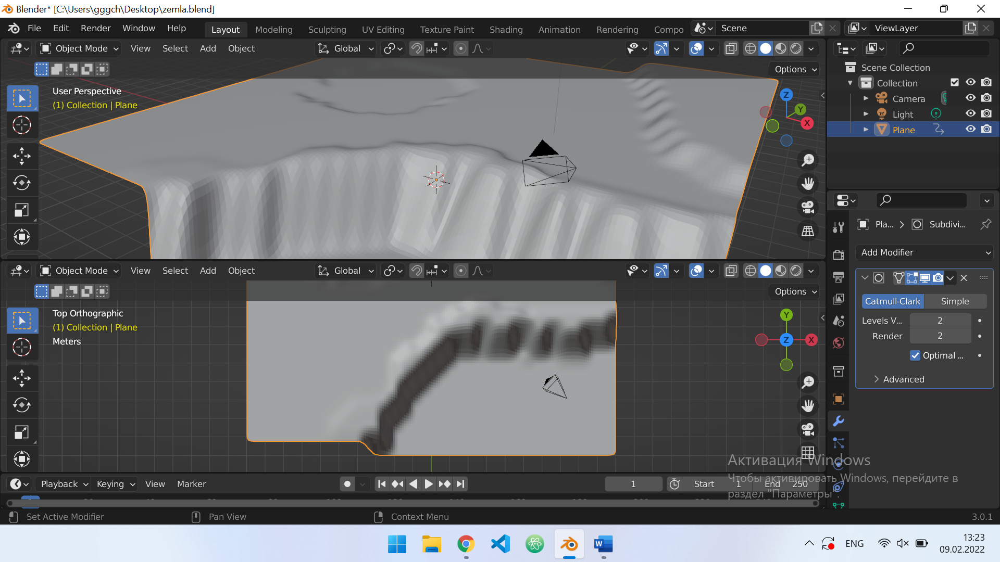 Blender* [C:\Users\gggch\Desktop\zemla.blend]
File Edit Render Window Help Layout Modeling Sculpting UV Editing Texture Paint Shading Animation Rendering Compo Scene ViewLayer
Object Mode View Select Add Object Global
Options
User Perspective
(1) Collection | Plane
Z
Y
X
Scene Collection
Collection
Camera
Light
Plane
Pla... Subdivi...
Add Modifier
Catmull-Clark Simple
Levels V... 2
Render 2
Optimal ...
Advanced
Object Mode View Select Add Object Global
Options
Top Orthographic
(1) Collection | Plane
Meters
Y
Z X
Активация Windows
Чтобы активировать Windows, перейдите в
раздел "Параметры".
Playback Keying View Marker 1 Start 1 End 250
Set Active Modifier Pan View Context Menu 3.0.1
W
ENG
13:23
09.02.2022